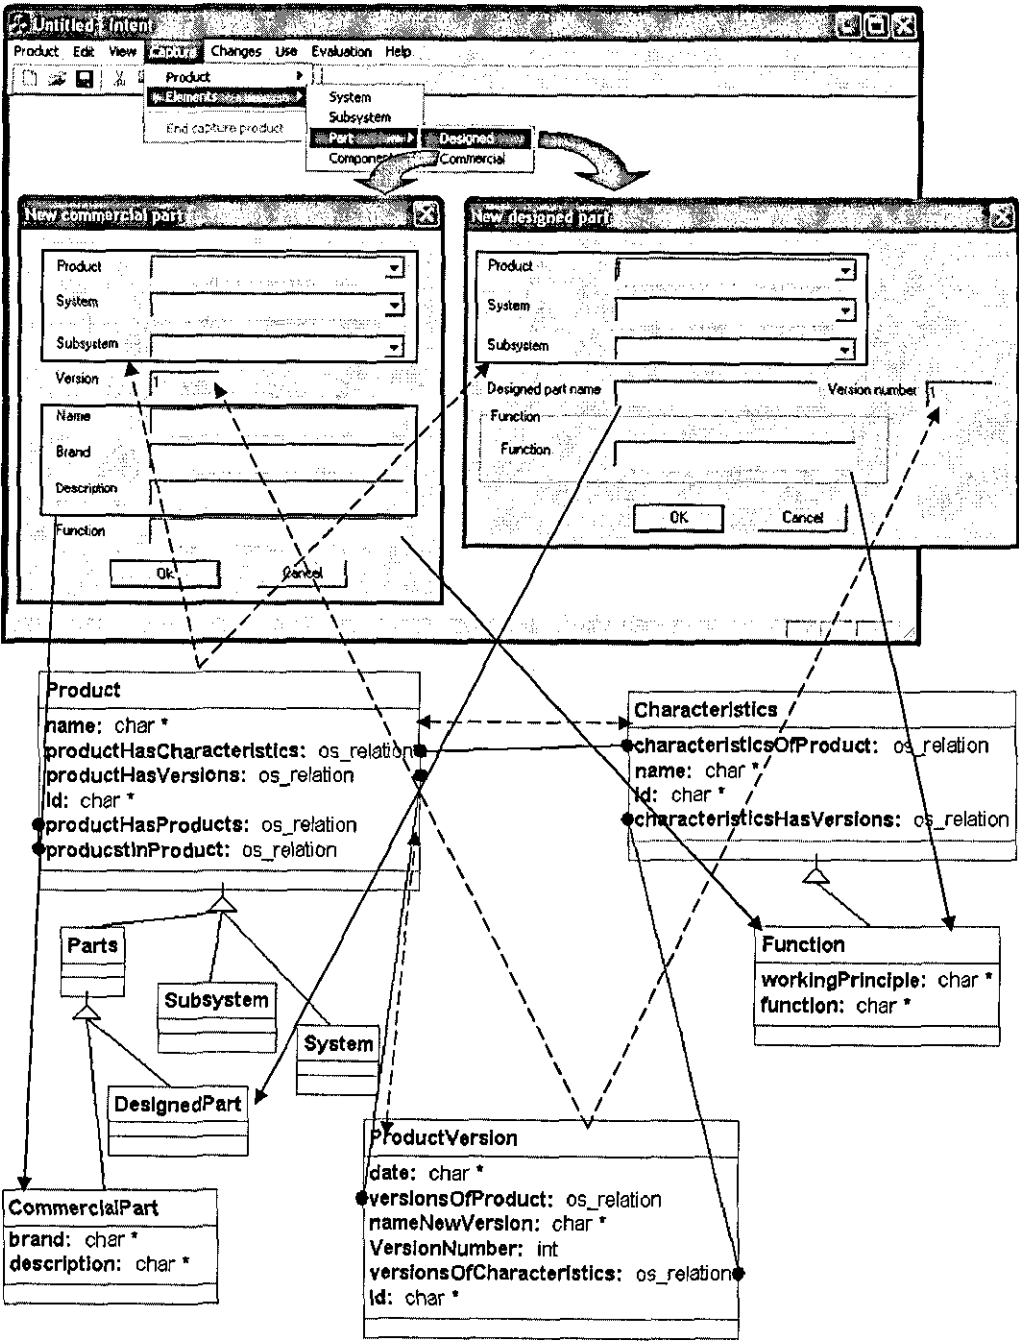 Untitled - Intent
Product Edit View Capture Changes Use Evaluation Help
Product
Elements
End capture product
System
Subsystem
Part
Component
Designed
Commercial
New commercial part
Product
System
Subsystem
Version 1
Name
Brand
Description
Function
Ok Cancel
New designed part
Product
System
Subsystem
Designed part name Version number 1
Function
Function
OK Cancel
Product
name: char *
productHasCharacteristics: os_relation
productHasVersions: os_relation
id: char *
productHasProducts: os_relation
producstInProduct: os_relation
Characteristics
characteristicsOfProduct: os_relation
name: char *
id: char *
characteristicsHasVersions: os_relation
Parts
Subsystem
System
DesignedPart
CommercialPart
brand: char *
description: char *
Function
workingPrinciple: char *
function: char *
ProductVersion
date: char *
versionsOfProduct: os_relation
nameNewVersion: char *
VersionNumber: int
versionsOfCharacteristics: os_relation
id: char *